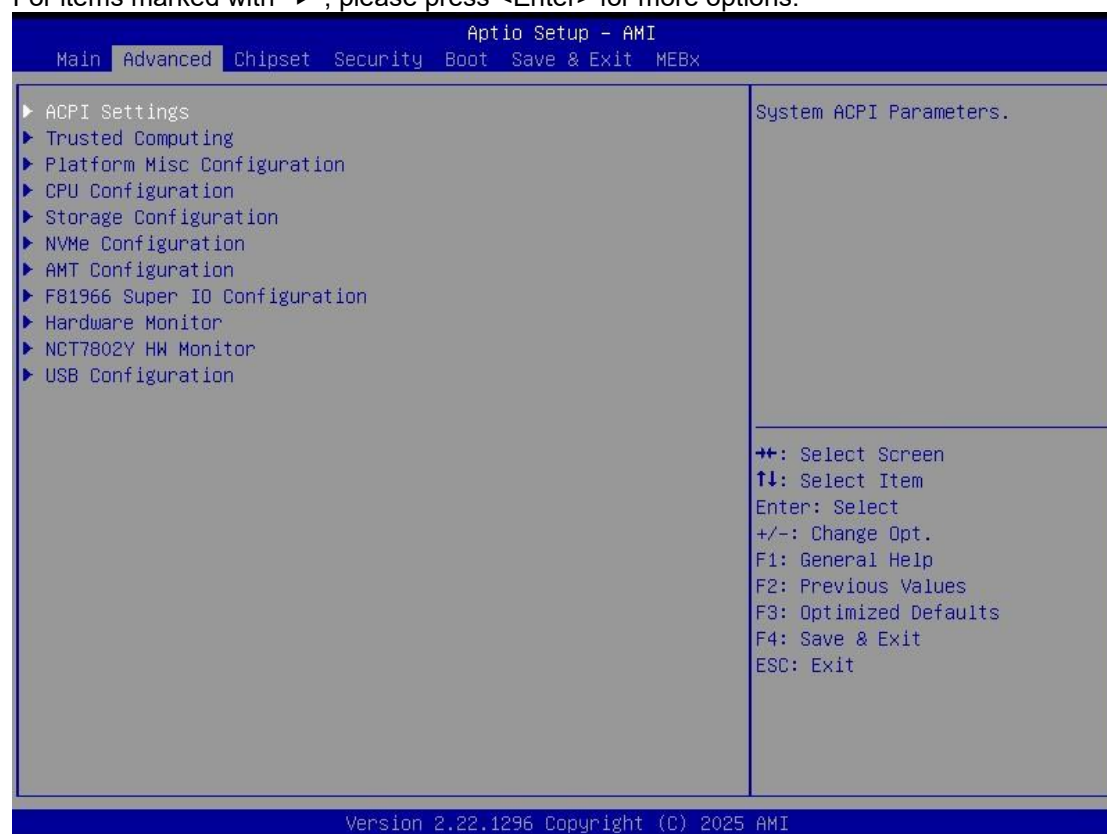 For items marked with "►", please press <Enter> for more options.
Aptio Setup - AMI
Main Advanced Chipset Security Boot Save & Exit MEBx
► ACPI Settings
► Trusted Computing
► Platform Misc Configuration
► CPU Configuration
► Storage Configuration
► NVMe Configuration
► AMT Configuration
► F81966 Super IO Configuration
► Hardware Monitor
► NCT7802Y HW Monitor
► USB Configuration
System ACPI Parameters.
→←: Select Screen
↑↓: Select Item
Enter: Select
+/-: Change Opt.
F1: General Help
F2: Previous Values
F3: Optimized Defaults
F4: Save & Exit
ESC: Exit
Version 2.22.1296 Copyright (C) 2025 AMI